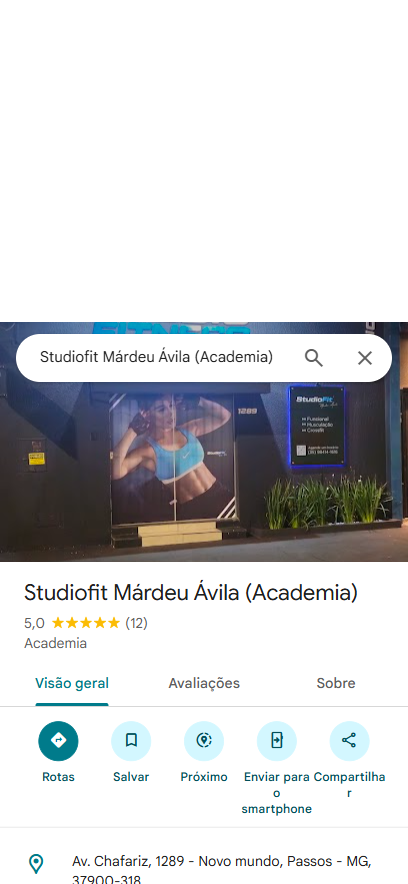 Studiofit Márdeu Ávila (Academia)
1289
StudioFit
Funcional
Musculação
Crossfit
Studiofit Márdeu Ávila (Academia)
5,0 ★★★★★ (12)
Academia
Visão geral Avaliações Sobre
Rotas Salvar Próximo Enviar para Compartilha
o r
smartphone
Av. Chafariz, 1289 - Novo mundo, Passos - MG,
37900-318